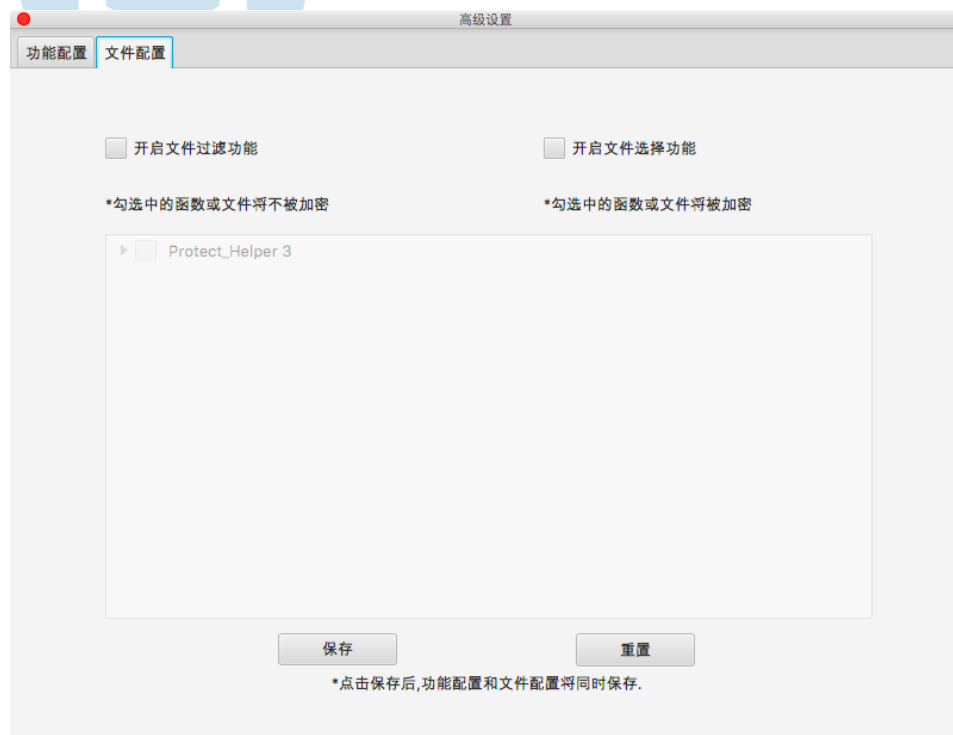 高级设置
功能配置 文件配置
开启文件过滤功能 开启文件选择功能
*勾选中的函数或文件将不被加密 *勾选中的函数或文件将被加密
Protect_Helper 3
保存 重置
*点击保存后,功能配置和文件配置将同时保存.